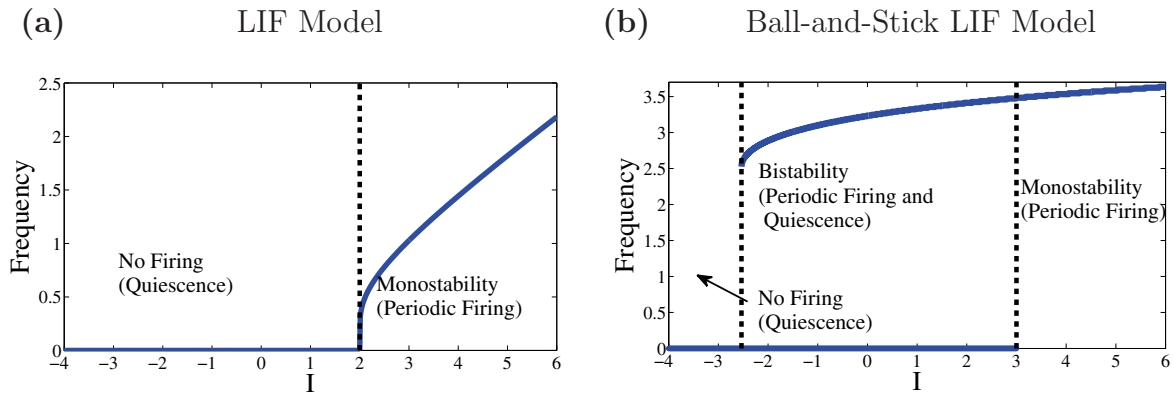 (a) LIF Model
2.5
2
1.5
1
0.5
0
Frequency
No Firing
(Quiescence)
Monostability
(Periodic Firing)
−4 −3 −2 −1 0 1 2 3 4 5 6
I
(b) Ball-and-Stick LIF Model
3.5
3
2.5
2
1.5
1
0.5
0
Frequency
Bistability
(Periodic Firing and
Quiescence)
Monostability
(Periodic Firing)
No Firing
(Quiescence)
−4 −3 −2 −1 0 1 2 3 4 5 6
I